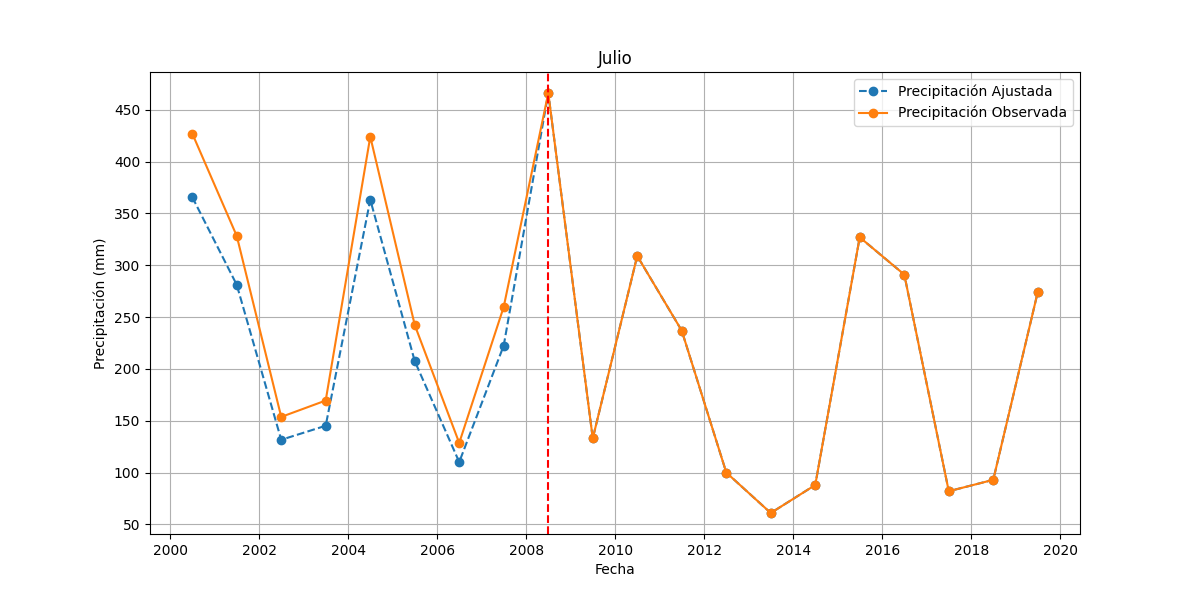 Julio
Precipitación Ajustada
Precipitación Observada
Precipitación (mm)
450
400
350
300
250
200
150
100
50
2000 2002 2004 2006 2008 2010 2012 2014 2016 2018 2020
Fecha